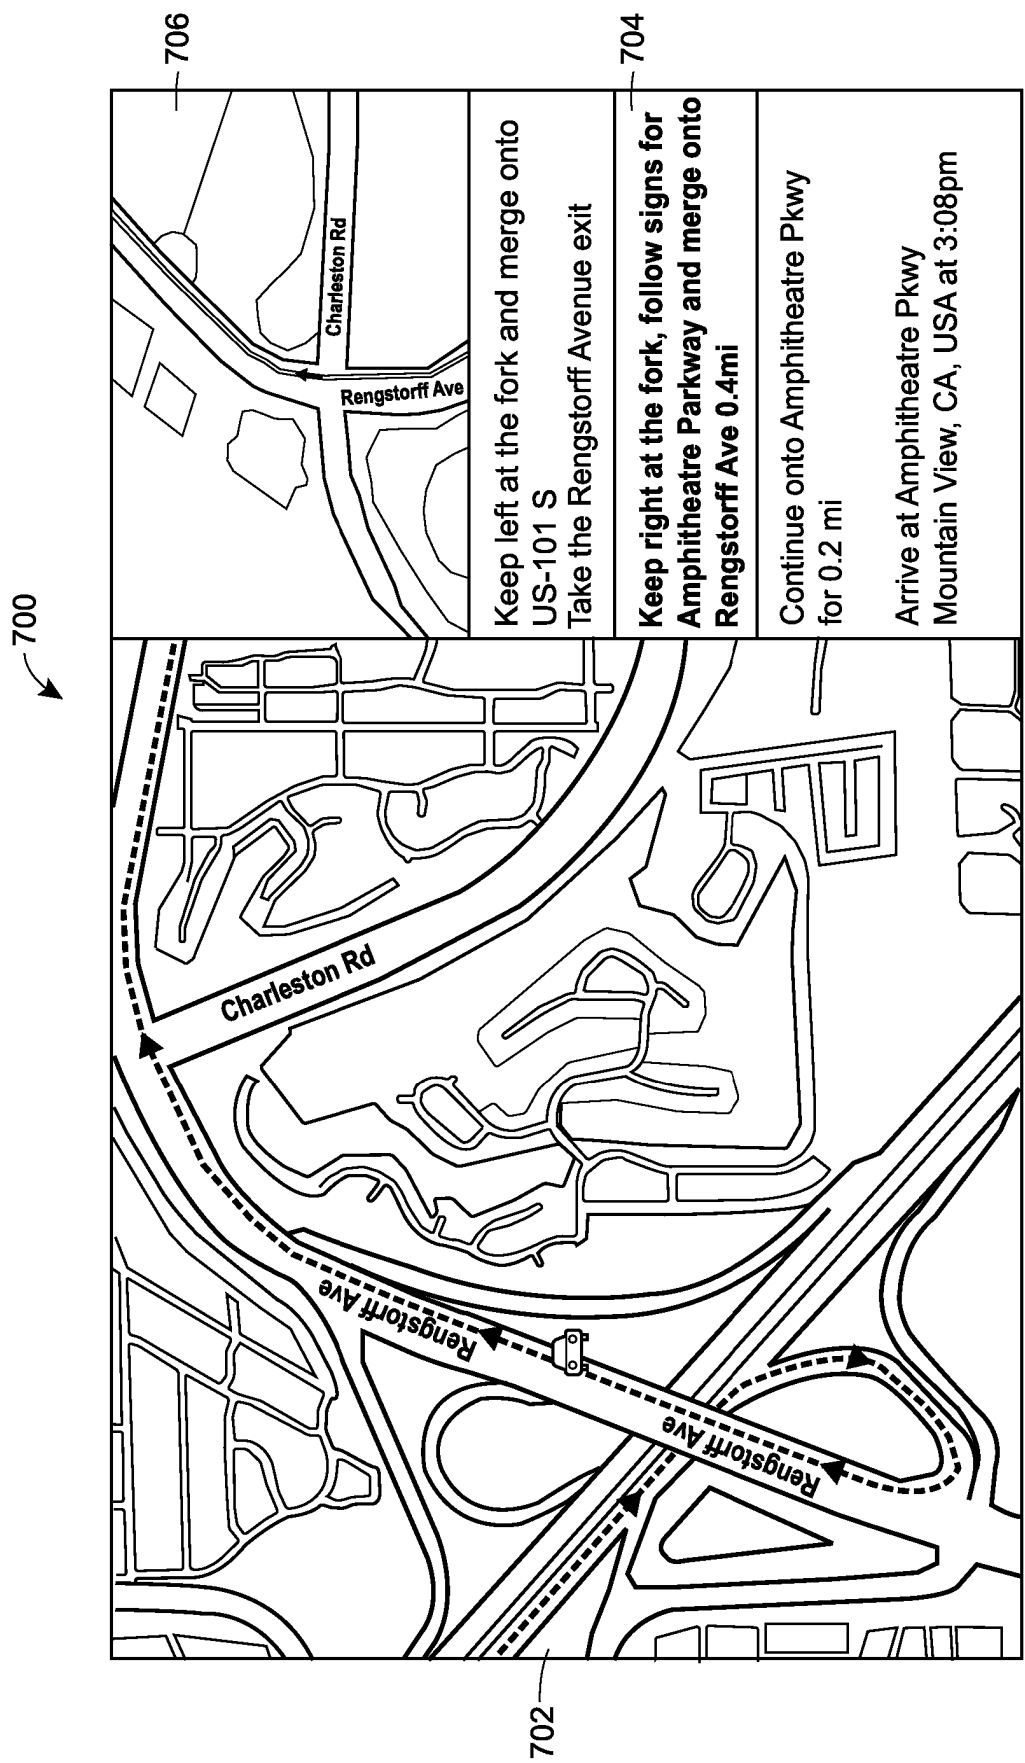 700
706
Charleston Rd
Rengstorff Ave
Keep left at the fork and merge onto
US-101 S
Take the Rengstorff Avenue exit
704
Keep right at the fork, follow signs for
Amphitheatre Parkway and merge onto
Rengstorff Ave 0.4mi
Continue onto Amphitheatre Pkwy
for 0.2 mi
Arrive at Amphitheatre Pkwy
Mountain View, CA, USA at 3:08pm
Charleston Rd
Rengstorff Ave
Rengstorff Ave
702